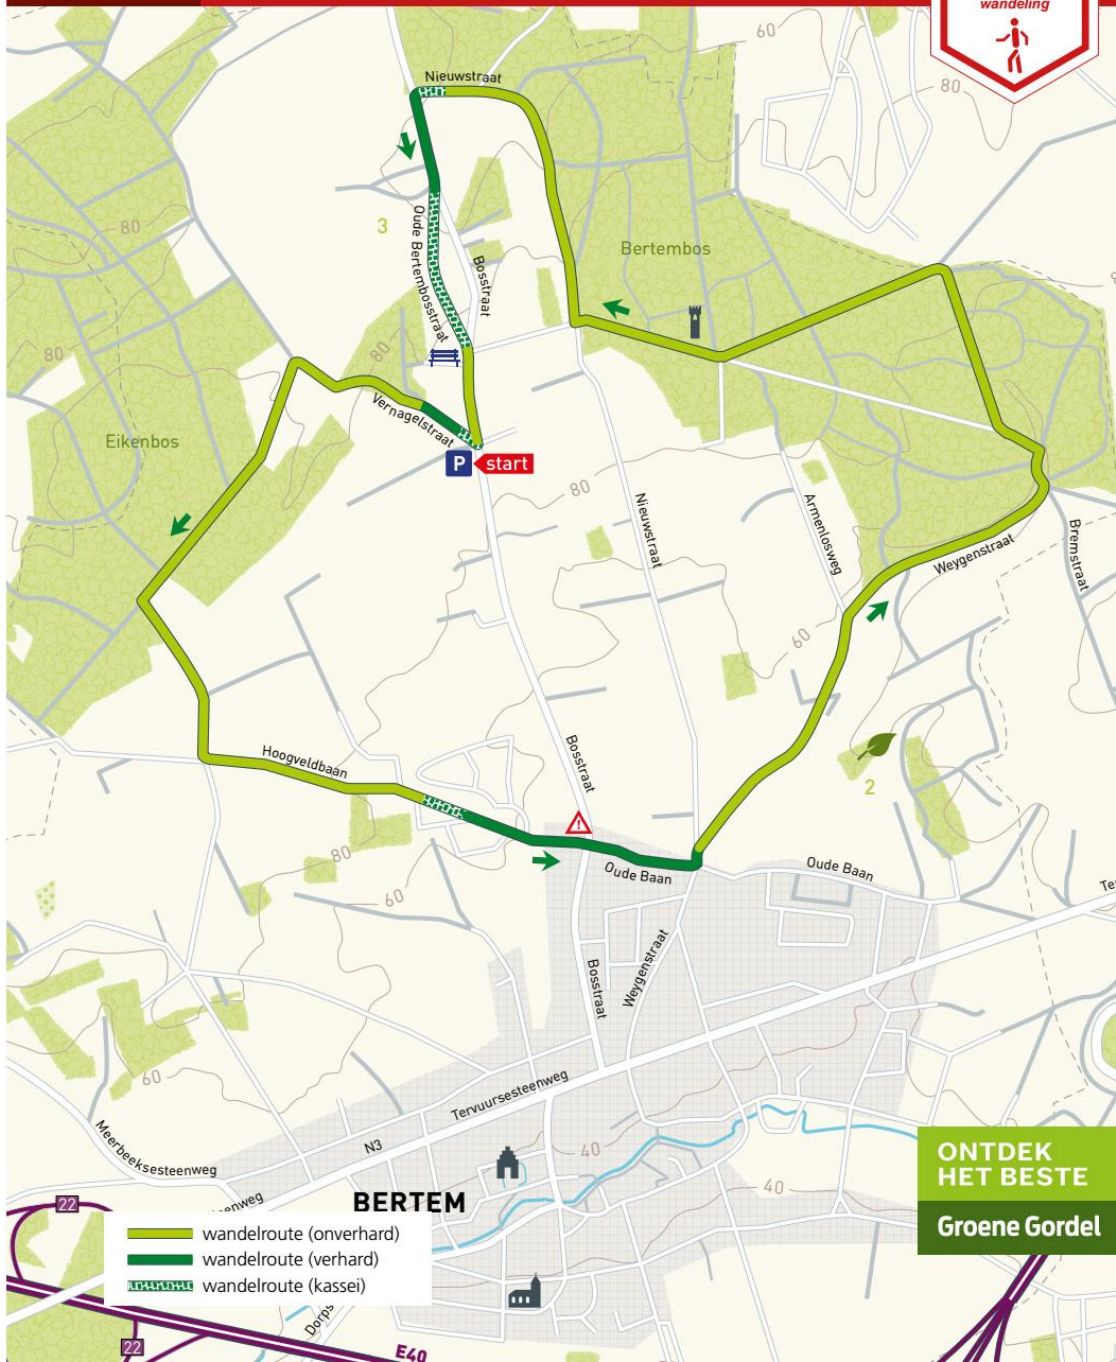 wandeling
60
80
Nieuwstraat
3
80
Oude Bertembosstraat
Bosstraat
Bertembos
80
80
Eikenbos
Vernagelstraat
P
start
80
Nieuwstraat
Armenlosweg
Weygenstraat
Bremstraat
60
Hoogveldbaan
Bosstraat
2
80
60
Oude Baan
Oude Baan
Bosstraat
Weygenstraat
60
Tervuursesteenweg
Meerbeeksesteenweg
N3
40
40
22
BERTEM
ONTDEK
HET BESTE
Groene Gordel
wandelroute (onverhard)
wandelroute (verhard)
wandelroute (kassei)
22
E40